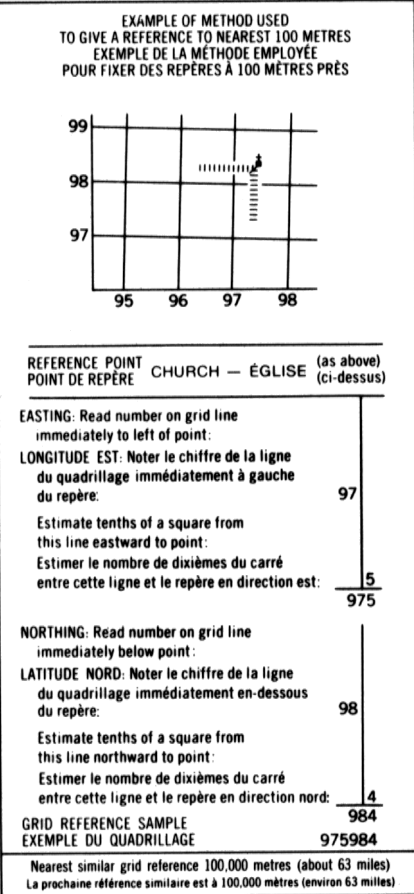 EXAMPLE OF METHOD USED
TO GIVE A REFERENCE TO NEAREST 100 METRES
EXEMPLE DE LA MÉTHODE EMPLOYÉE
POUR FIXER DES REPÈRES À 100 MÈTRES PRÈS
99
98
97
95 96 97 98
REFERENCE POINT CHURCH — ÉGLISE (as above)
POINT DE REPÈRE (ci-dessus)
EASTING: Read number on grid line
immediately to left of point:
LONGITUDE EST: Noter le chiffre de la ligne
du quadrillage immédiatement à gauche
du repère: 97
Estimate tenths of a square from
this line eastward to point:
Estimer le nombre de dixièmes du carré
entre cette ligne et le repère en direction est: 5
975
NORTHING: Read number on grid line
immediately below point:
LATITUDE NORD: Noter le chiffre de la ligne
du quadrillage immédiatement en-dessous
du repère: 98
Estimate tenths of a square from
this line northward to point:
Estimer le nombre de dixièmes du carré
entre cette ligne et le repère en direction nord: 4
984
GRID REFERENCE SAMPLE
EXEMPLE DU QUADRILLAGE 975984
Nearest similar grid reference 100,000 metres (about 63 miles)
La prochaine référence similaire est à 100,000 mètres (environ 63 milles)